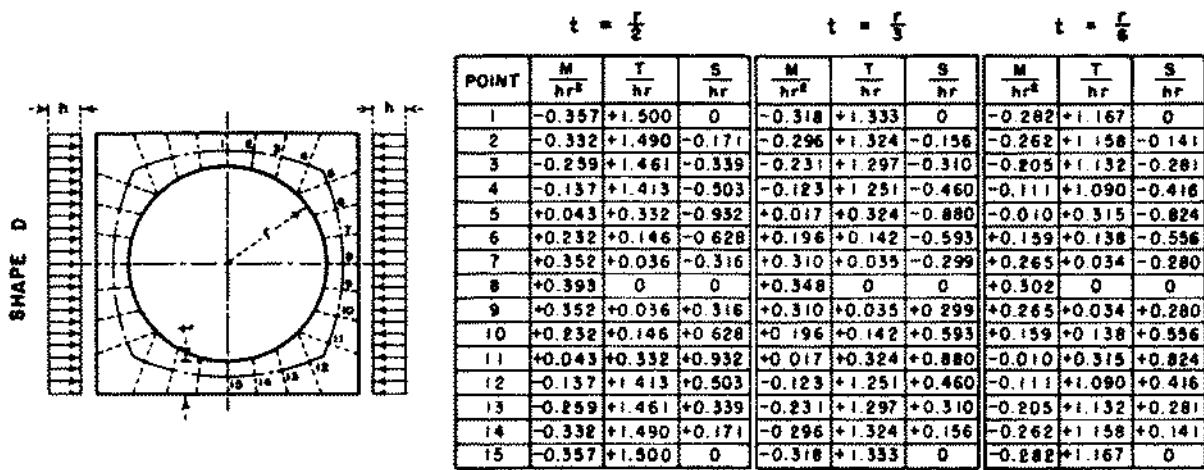 t = r/2 t = r/3 t = r/6
POINT M/hr² T/hr S/hr M/hr² T/hr S/hr M/hr² T/hr S/hr
1 -0.357 +1.500 0 -0.318 +1.333 0 -0.282 +1.167 0
2 -0.332 +1.490 -0.171 -0.296 +1.324 -0.156 -0.262 +1.158 -0.141
3 -0.259 +1.461 -0.339 -0.231 +1.297 -0.310 -0.205 +1.132 -0.281
4 -0.137 +1.413 -0.503 -0.123 +1.251 -0.460 -0.111 +1.090 -0.416
5 +0.043 +0.332 -0.932 +0.017 +0.324 -0.880 -0.010 +0.315 -0.824
6 +0.232 +0.146 -0.628 +0.196 +0.142 -0.593 +0.159 +0.138 -0.556
7 +0.352 +0.036 -0.316 +0.310 +0.035 -0.299 +0.265 +0.034 -0.280
8 +0.393 0 0 +0.348 0 0 +0.302 0 0
9 +0.352 +0.036 +0.316 +0.310 +0.035 +0.299 +0.265 +0.034 +0.280
10 +0.232 +0.146 +0.628 +0.196 +0.142 +0.593 +0.159 +0.138 +0.556
11 +0.043 +0.332 +0.932 +0.017 +0.324 +0.880 -0.010 +0.315 +0.824
12 -0.137 +1.413 +0.503 -0.123 +1.251 +0.460 -0.111 +1.090 +0.416
13 -0.259 +1.461 +0.339 -0.231 +1.297 +0.310 -0.205 +1.132 +0.281
14 -0.332 +1.490 +0.171 -0.296 +1.324 +0.156 -0.262 +1.158 +0.141
15 -0.357 +1.500 0 -0.318 +1.333 0 -0.282 +1.167 0
SHAPE D
h h
1 2 3 4
5
6
r
7
8
9
10
t 11
15 14 13 12